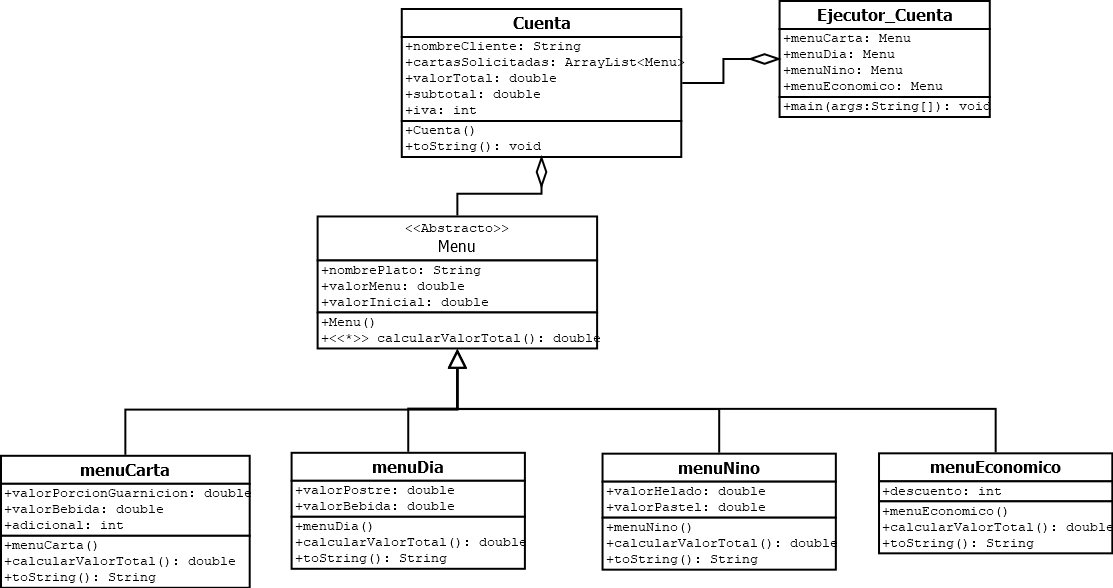 Cuenta
+nombreCliente: String
+cartasSolicitadas: ArrayList<Menu>
+valorTotal: double
+subtotal: double
+iva: int
+Cuenta()
+toString(): void
Ejecutor_Cuenta
+menuCarta: Menu
+menuDia: Menu
+menuNino: Menu
+menuEconomico: Menu
+main(args:String[]): void
<<Abstracto>>
Menu
+nombrePlato: String
+valorMenu: double
+valorInicial: double
+Menu()
+<<*>> calcularValorTotal(): double
menuCarta
+valorPorcionGuarnicion: double
+valorBebida: double
+adicional: int
+menuCarta()
+calcularValorTotal(): double
+toString(): String
menuDia
+valorPostre: double
+valorBebida: double
+menuDia()
+calcularValorTotal(): double
+toString(): String
menuNino
+valorHelado: double
+valorPastel: double
+menuNino()
+calcularValorTotal(): double
+toString(): String
menuEconomico
+descuento: int
+menuEconomico()
+calcularValorTotal(): double
+toString(): String